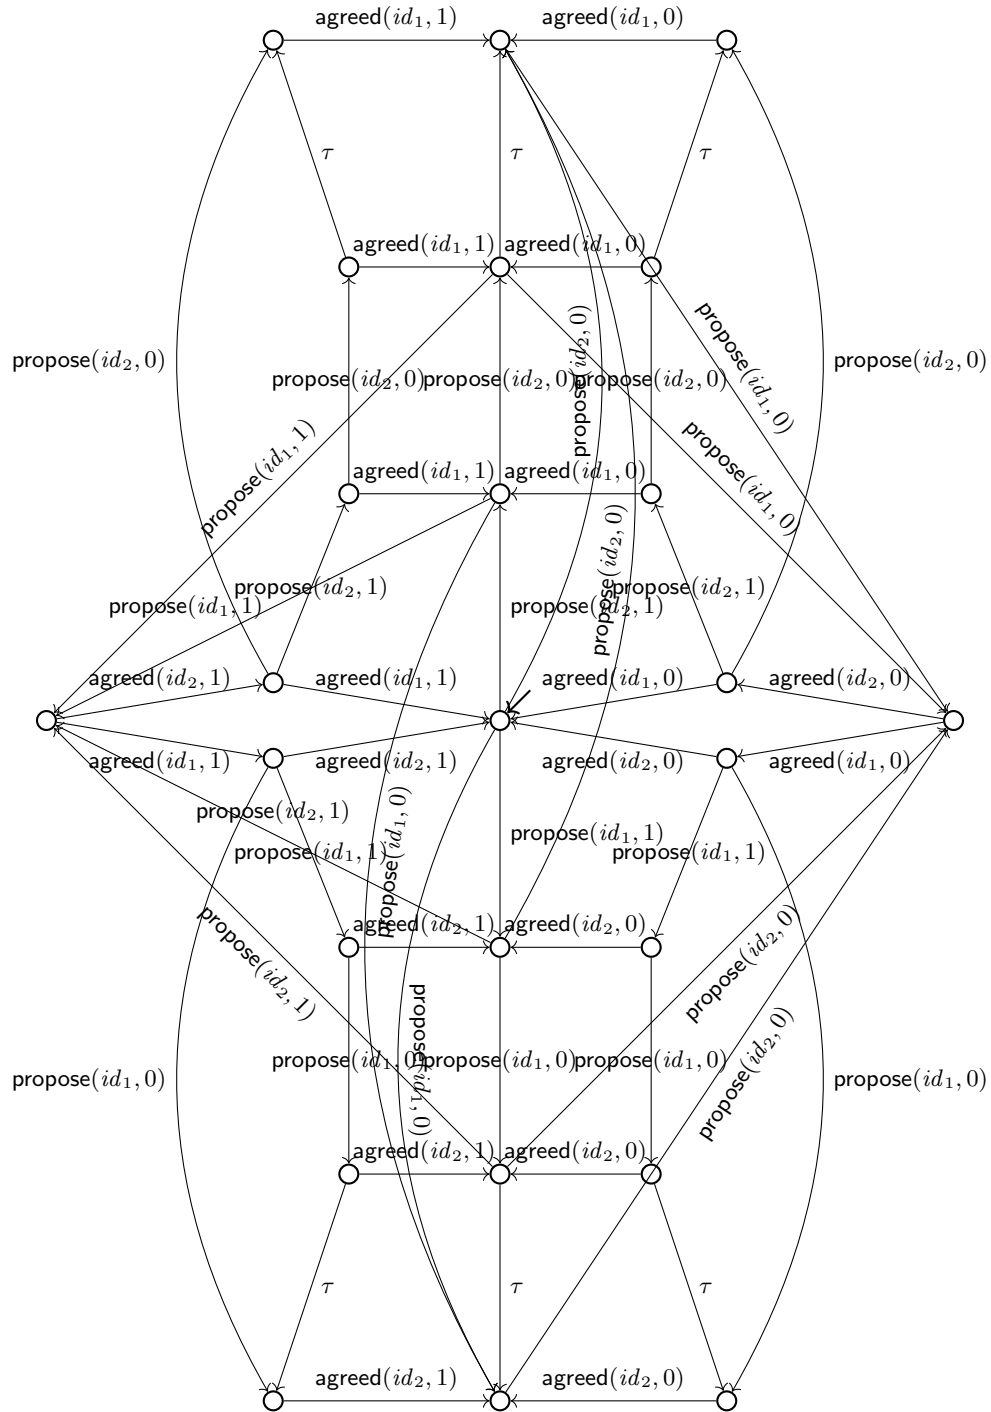 agreed(id₁, 1) agreed(id₁, 0)
τ τ τ
agreed(id₁, 1) agreed(id₁, 0)
propose(id₂, 0)
propose(id₁, 0)
propose(id₂, 0) propose(id₂, 0)
propose(id₂, 0) propose(id₂, 0) propose(id₂, 0)
propose(id₁, 1) propose(id₁, 0)
agreed(id₁, 1) agreed(id₁, 0)
propose(id₂, 0)
propose(id₂, 1) propose(id₂, 1)
propose(id₁, 1) propose(id₂, 1)
agreed(id₂, 1) agreed(id₁, 1) agreed(id₁, 0) agreed(id₂, 0)
agreed(id₁, 1) agreed(id₂, 1) agreed(id₂, 0) agreed(id₁, 0)
propose(id₂, 1) propose(id₁, 1)
propose(id₁, 1) propose(id₁, 1)
propose(id₁, 0)
agreed(id₂, 1) agreed(id₂, 0)
propose(id₂, 1) propose(id₂, 0)
propose(id₁, 0) propose(id₁, 0) propose(id₁, 0)
propose(id₁, 0)
propose(id₂, 0)
propose(id₁, 0) propose(id₁, 0)
agreed(id₂, 1) agreed(id₂, 0)
τ τ τ
agreed(id₂, 1) agreed(id₂, 0)